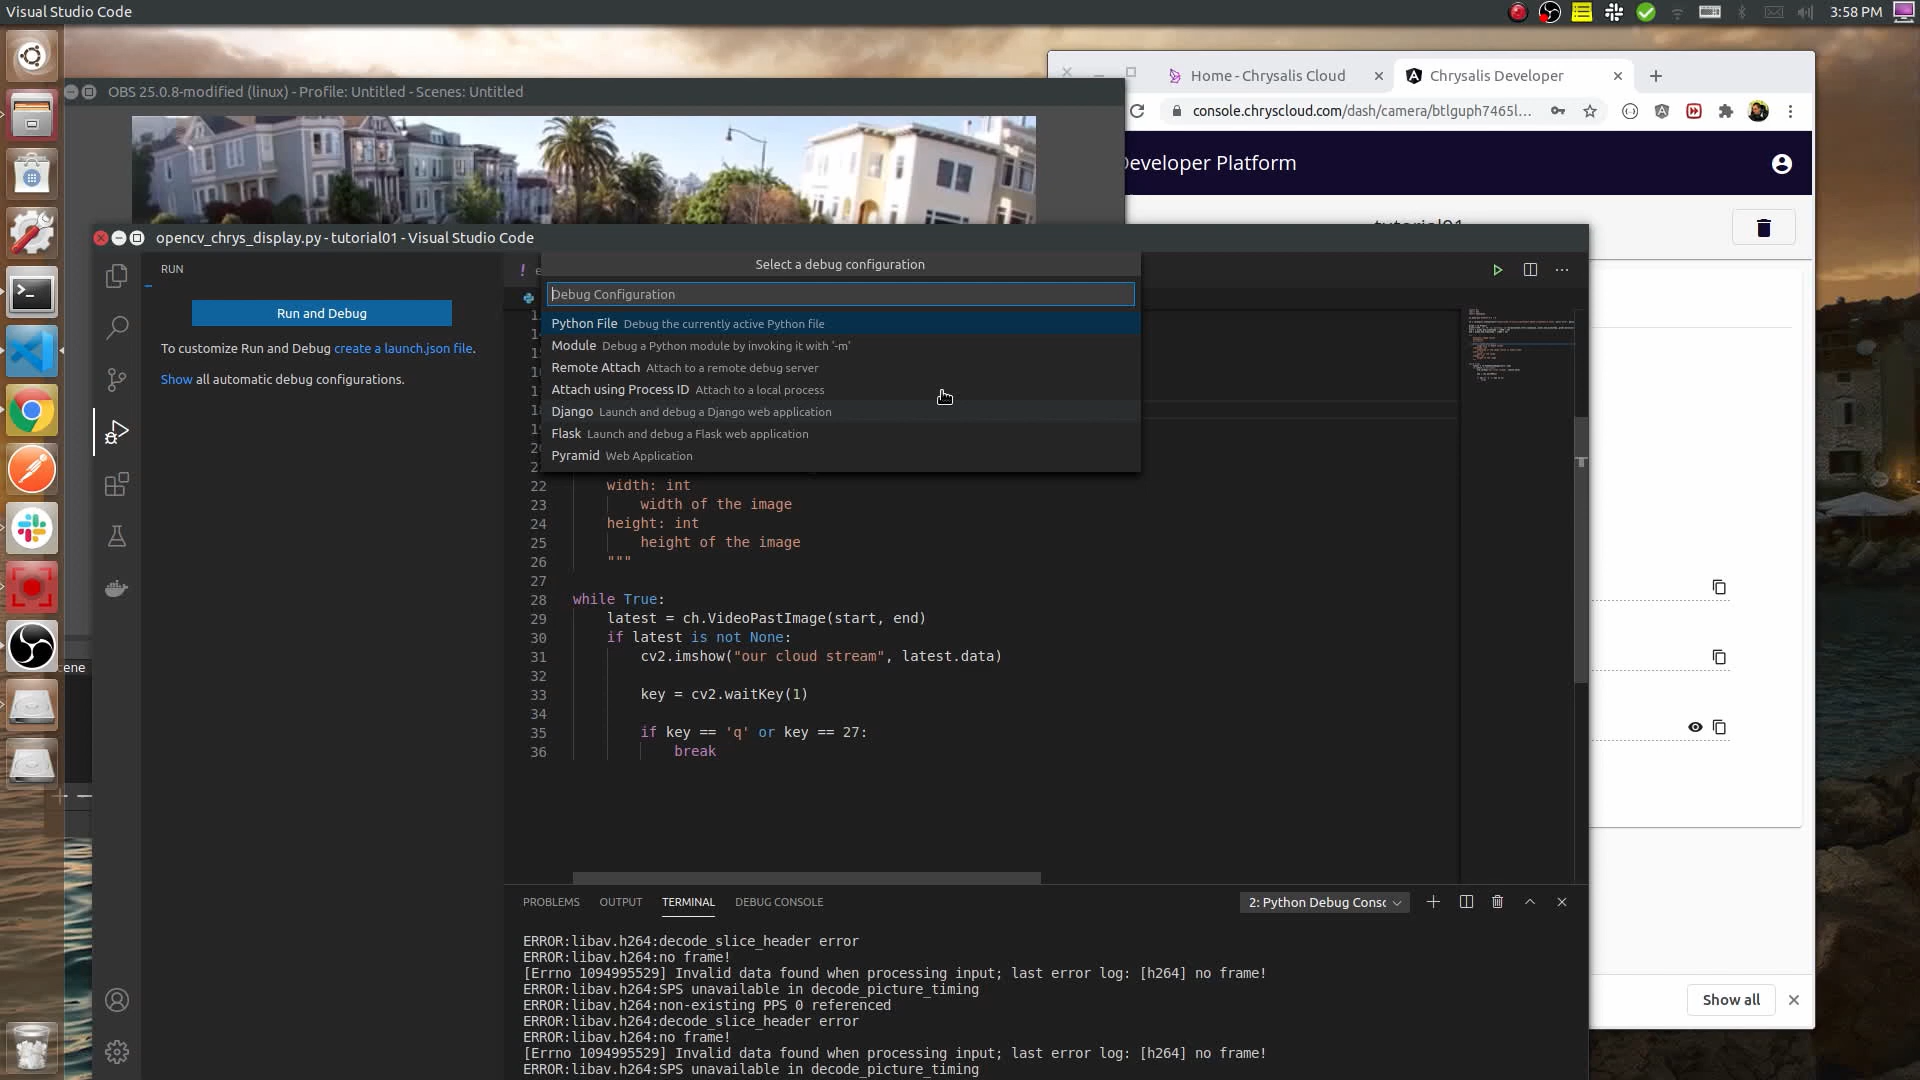 Visual Studio Code
3:58 PM
OBS 25.0.8-modified (linux) - Profile: Untitled - Scenes: Untitled
Home - Chrysalis Cloud
Chrysalis Developer
console.chryscloud.com/dash/camera/btlguph7465l...
Developer Platform
opencv_chrys_display.py - tutorial01 - Visual Studio Code
RUN
Run and Debug
To customize Run and Debug create a launch.json file.
Show all automatic debug configurations.
Select a debug configuration
Debug Configuration
Python File Debug the currently active Python file
Module Debug a Python module by invoking it with '-m'
Remote Attach Attach to a remote debug server
Attach using Process ID Attach to a local process
Django Launch and debug a Django web application
Flask Launch and debug a Flask web application
Pyramid Web Application
22 width: int
23 width of the image
24 height: int
25 height of the image
26 """
27
28 while True:
29 latest = ch.VideoPastImage(start, end)
30 if latest is not None:
31 cv2.imshow("our cloud stream", latest.data)
32
33 key = cv2.waitKey(1)
34
35 if key == 'q' or key == 27:
36 break
PROBLEMS OUTPUT TERMINAL DEBUG CONSOLE
2: Python Debug Consc
ERROR:libav.h264:decode_slice_header error
ERROR:libav.h264:no frame!
[Errno 1094995529] Invalid data found when processing input; last error log: [h264] no frame!
ERROR:libav.h264:SPS unavailable in decode_picture_timing
ERROR:libav.h264:non-existing PPS 0 referenced
ERROR:libav.h264:decode_slice_header error
ERROR:libav.h264:no frame!
[Errno 1094995529] Invalid data found when processing input; last error log: [h264] no frame!
ERROR:libav.h264:SPS unavailable in decode_picture_timing
Show all